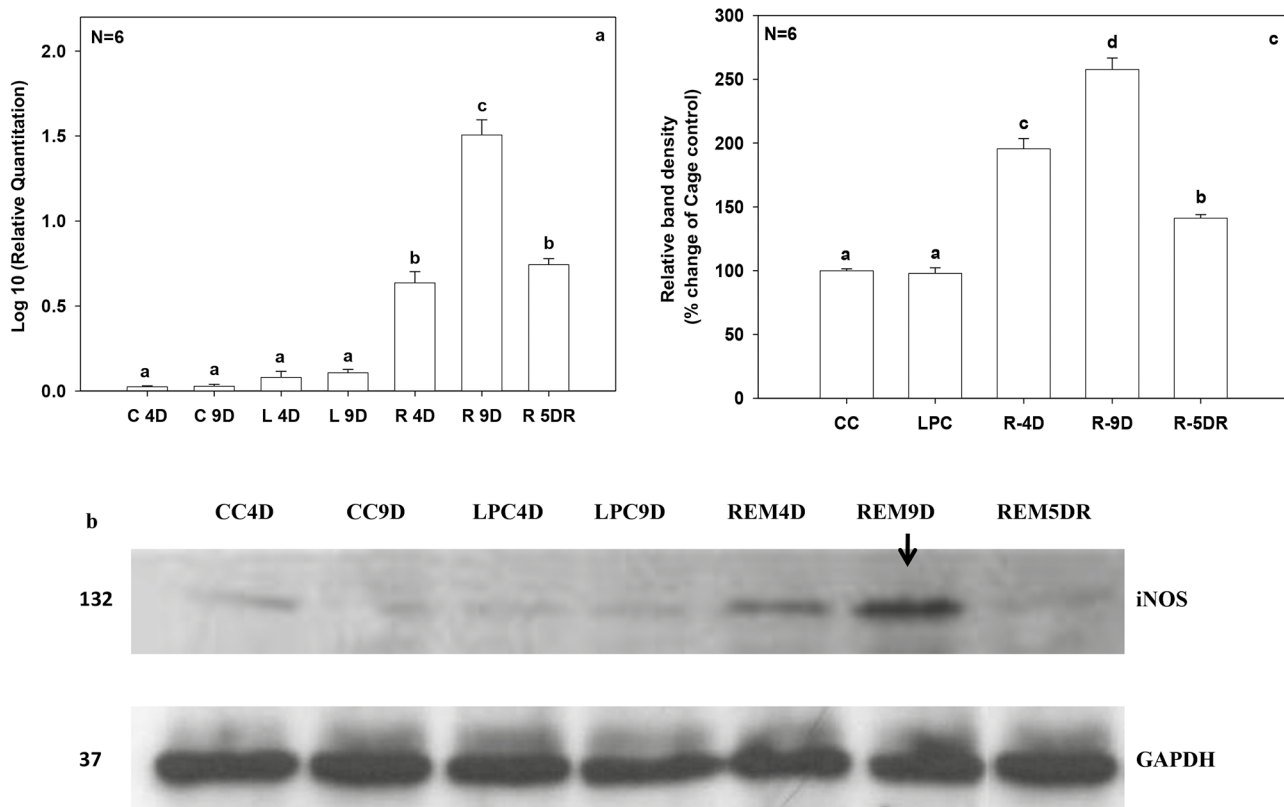 N=6
a
Log 10 (Relative Quantitation)
2.0
1.5
1.0
0.5
0.0
a
a
a
a
b
c
b
C 4D C 9D L 4D L 9D R 4D R 9D R 5DR
N=6
c
Relative band density
(% change of Cage control)
300
250
200
150
100
50
0
a
a
c
d
b
CC LPC R-4D R-9D R-5DR
b
CC4D CC9D LPC4D LPC9D REM4D REM9D REM5DR
132
iNOS
37
GAPDH